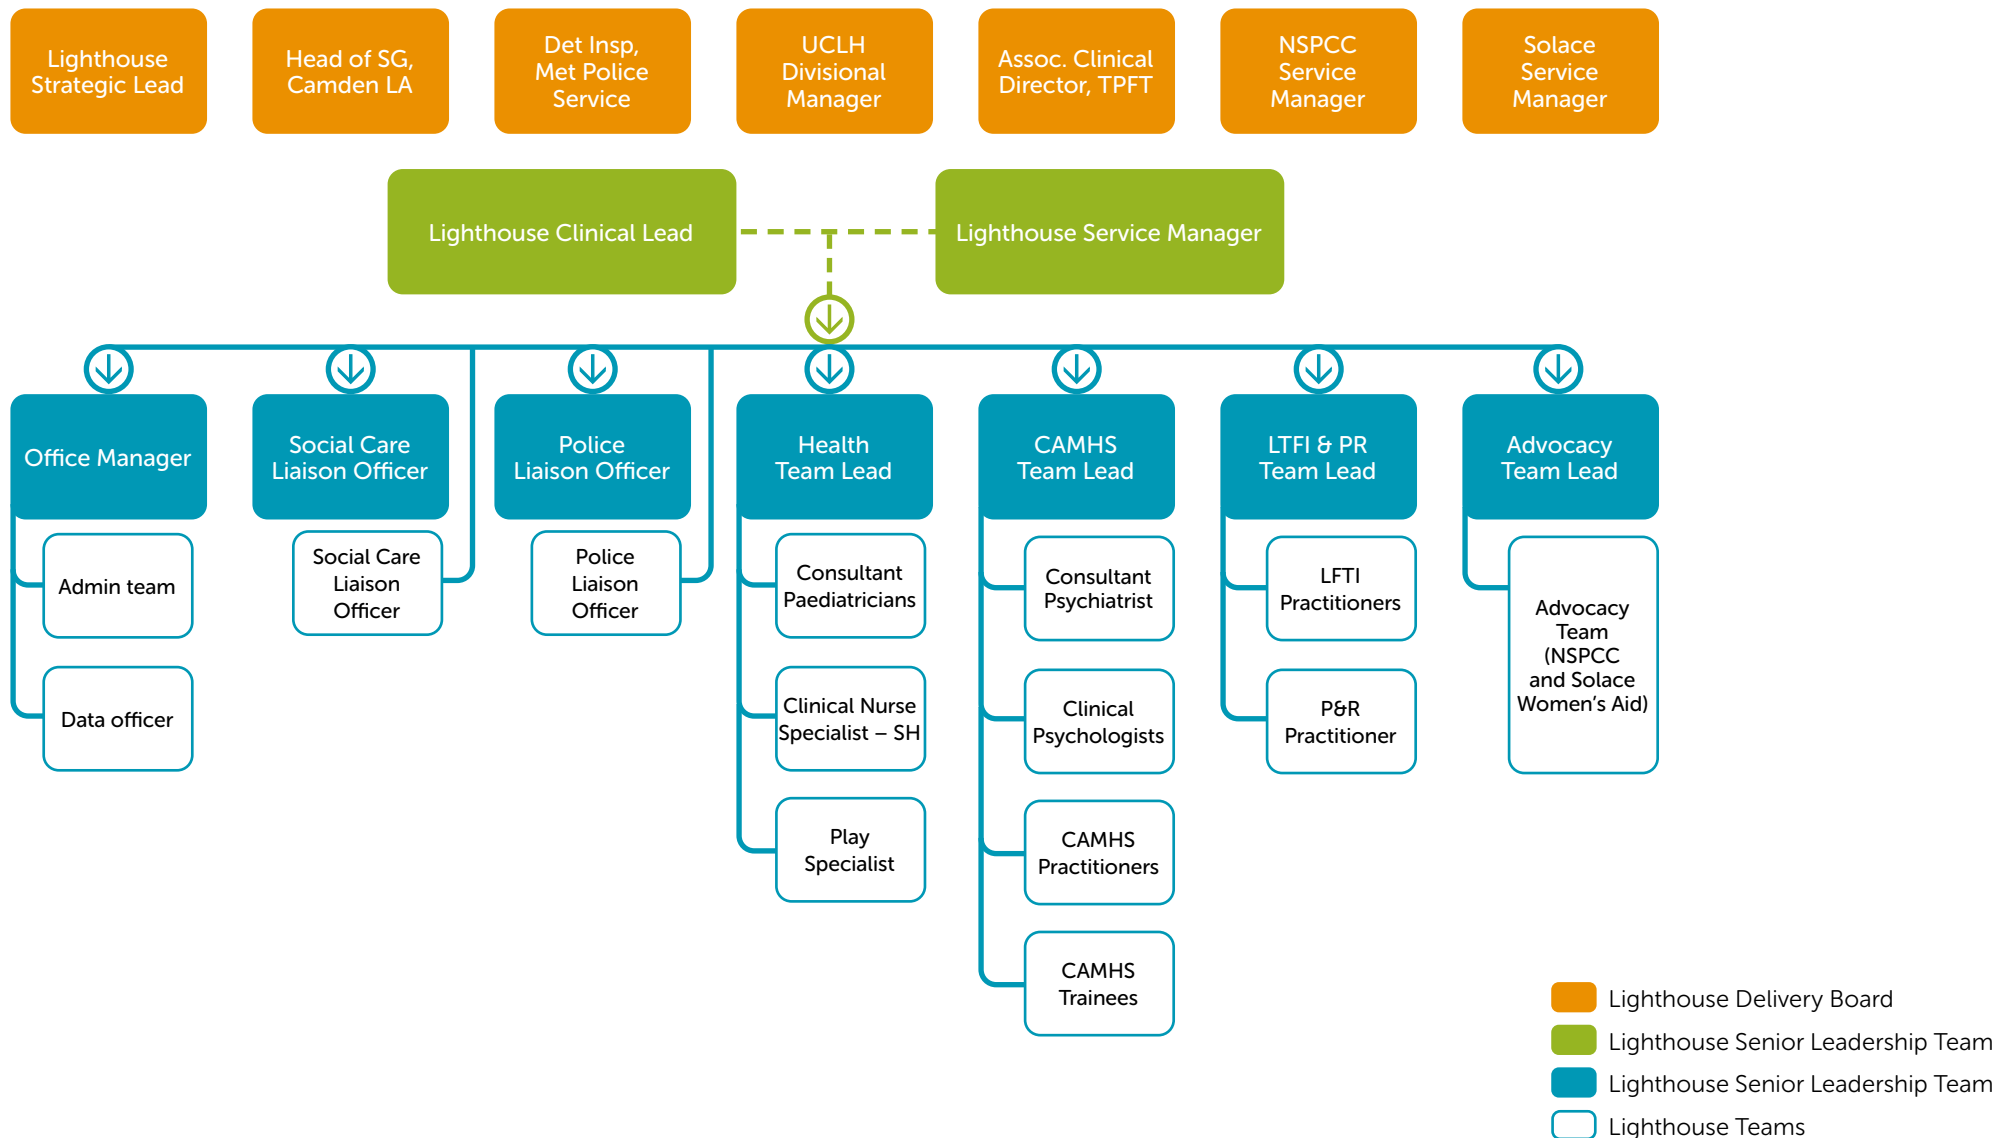 Lighthouse
Strategic Lead
Head of SG,
Camden LA
Det Insp,
Met Police
Service
UCLH
Divisional
Manager
Assoc. Clinical
Director, TPFT
NSPCC
Service
Manager
Solace
Service
Manager
Lighthouse Clinical Lead
Lighthouse Service Manager
Office Manager
Social Care
Liaison Officer
Police
Liaison Officer
Health
Team Lead
CAMHS
Team Lead
LTFI & PR
Team Lead
Advocacy
Team Lead
Admin team
Data officer
Social Care
Liaison
Officer
Police
Liaison
Officer
Consultant
Paediatricians
Clinical Nurse
Specialist – SH
Play
Specialist
Consultant
Psychiatrist
Clinical
Psychologists
CAMHS
Practitioners
CAMHS
Trainees
LFTI
Practitioners
P&R
Practitioner
Advocacy
Team
(NSPCC
and Solace
Women’s Aid)
Lighthouse Delivery Board
Lighthouse Senior Leadership Team
Lighthouse Senior Leadership Team
Lighthouse Teams